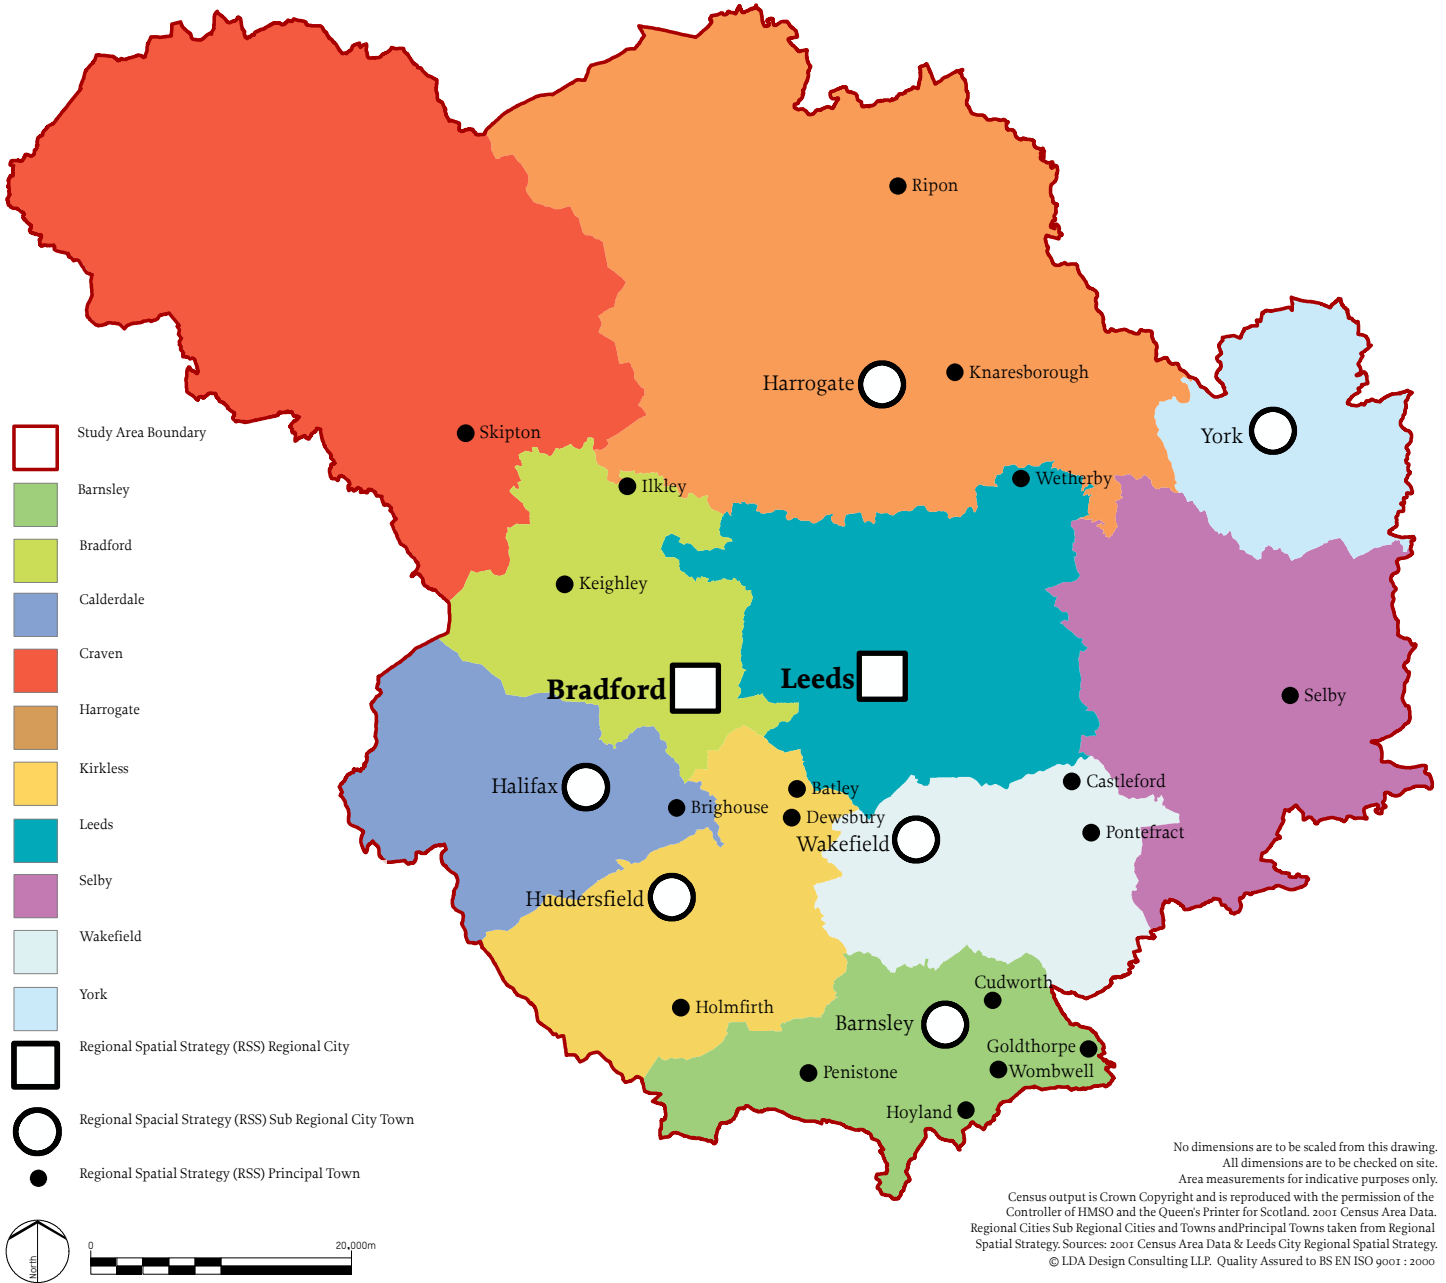 Ripon
Harrogate
Knaresborough
York
Skipton
Ilkley
Wetherby
Keighley
Bradford
Leeds
Selby
Halifax
Brighouse
Batley
Dewsbury
Wakefield
Castleford
Pontefract
Huddersfield
Holmfirth
Cudworth
Barnsley
Goldthorpe
Wombwell
Penistone
Hoyland
Study Area Boundary
Barnsley
Bradford
Calderdale
Craven
Harrogate
Kirkless
Leeds
Selby
Wakefield
York
Regional Spatial Strategy (RSS) Regional City
Regional Spacial Strategy (RSS) Sub Regional City Town
Regional Spatial Strategy (RSS) Principal Town
North
0 20,000m
No dimensions are to be scaled from this drawing.
All dimensions are to be checked on site.
Area measurements for indicative purposes only.
Census output is Crown Copyright and is reproduced with the permission of the
Controller of HMSO and the Queen's Printer for Scotland. 2001 Census Area Data.
Regional Cities Sub Regional Cities and Towns andPrincipal Towns taken from Regional
Spatial Strategy. Sources: 2001 Census Area Data & Leeds City Regional Spatial Strategy.
© LDA Design Consulting LLP. Quality Assured to BS EN ISO 9001 : 2000